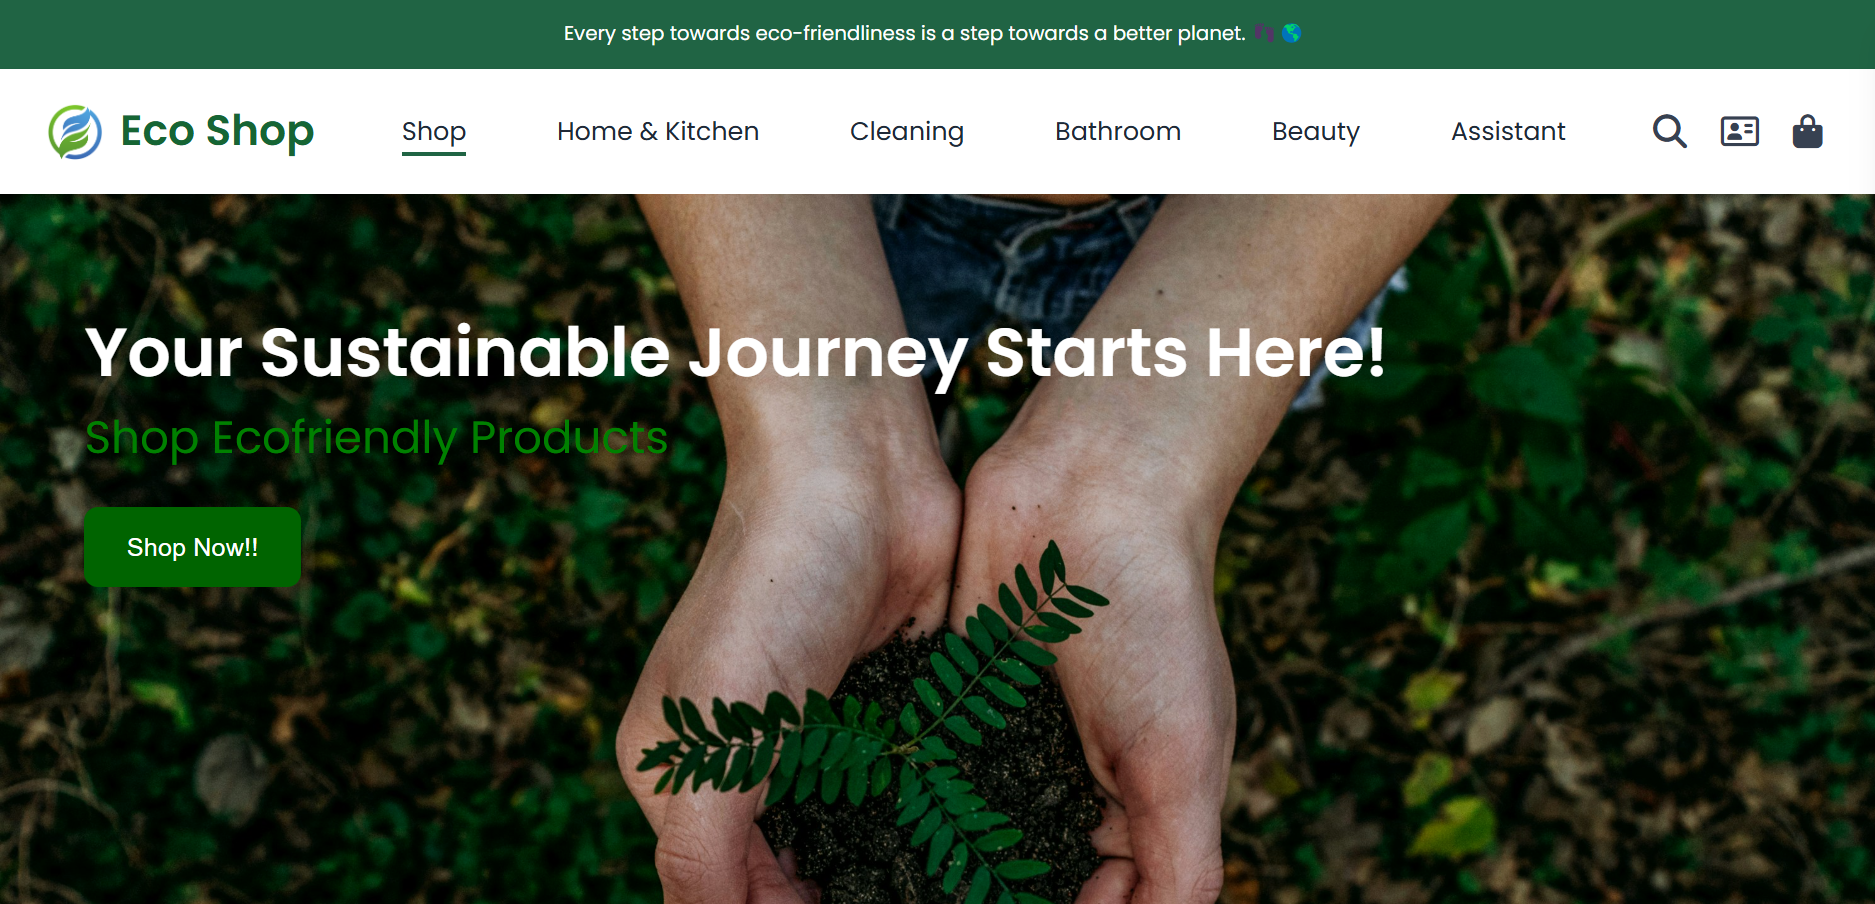 Every step towards eco-friendliness is a step towards a better planet. 👣 🌎
Eco Shop
Shop
Home & Kitchen
Cleaning
Bathroom
Beauty
Assistant
Your Sustainable Journey Starts Here!
Shop Ecofriendly Products
Shop Now!!